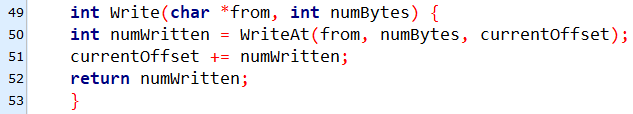 49 int Write(char *from, int numBytes) {
50 int numWritten = WriteAt(from, numBytes, currentOffset);
51 currentOffset += numWritten;
52 return numWritten;
53 }